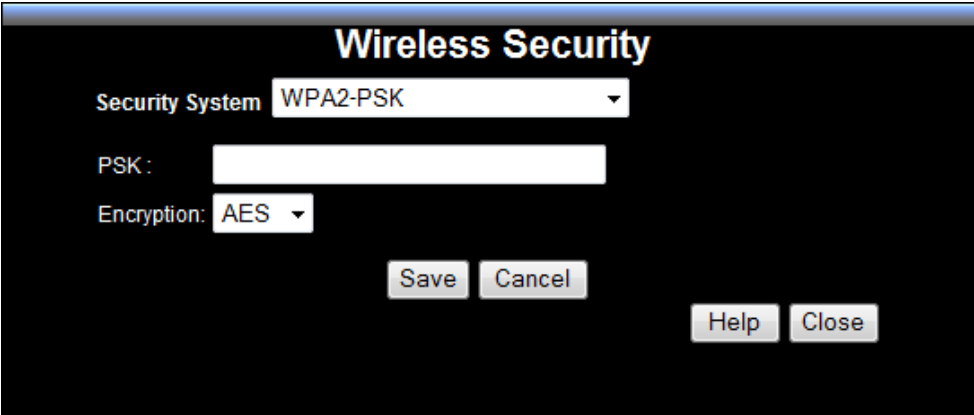 Wireless Security
Security System WPA2-PSK
PSK :
Encryption: AES
Save Cancel
Help Close